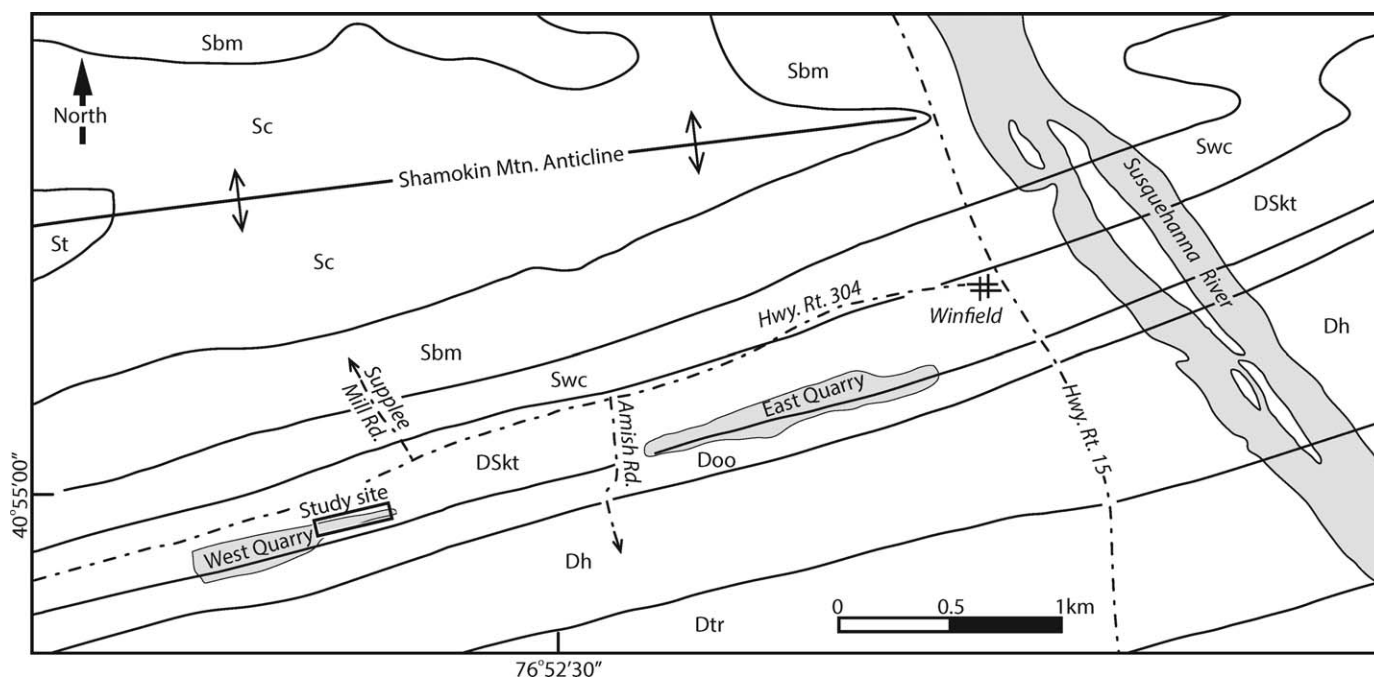 Sbm
Sbm
North
Sc
Swc
Shamokin Mtn. Anticline
Susquehanna River
DSkt
St
Sc
Hwy. Rt. 304
Winfield
Dh
Sbm
Supplee
Mill Rd.
Swc
East Quarry
Hwy. Rt. 15
Amish Rd.
DSkt
Doo
40°55'00"
Study site
West Quarry
Dh
0 0.5 1km
Dtr
76°52'30"